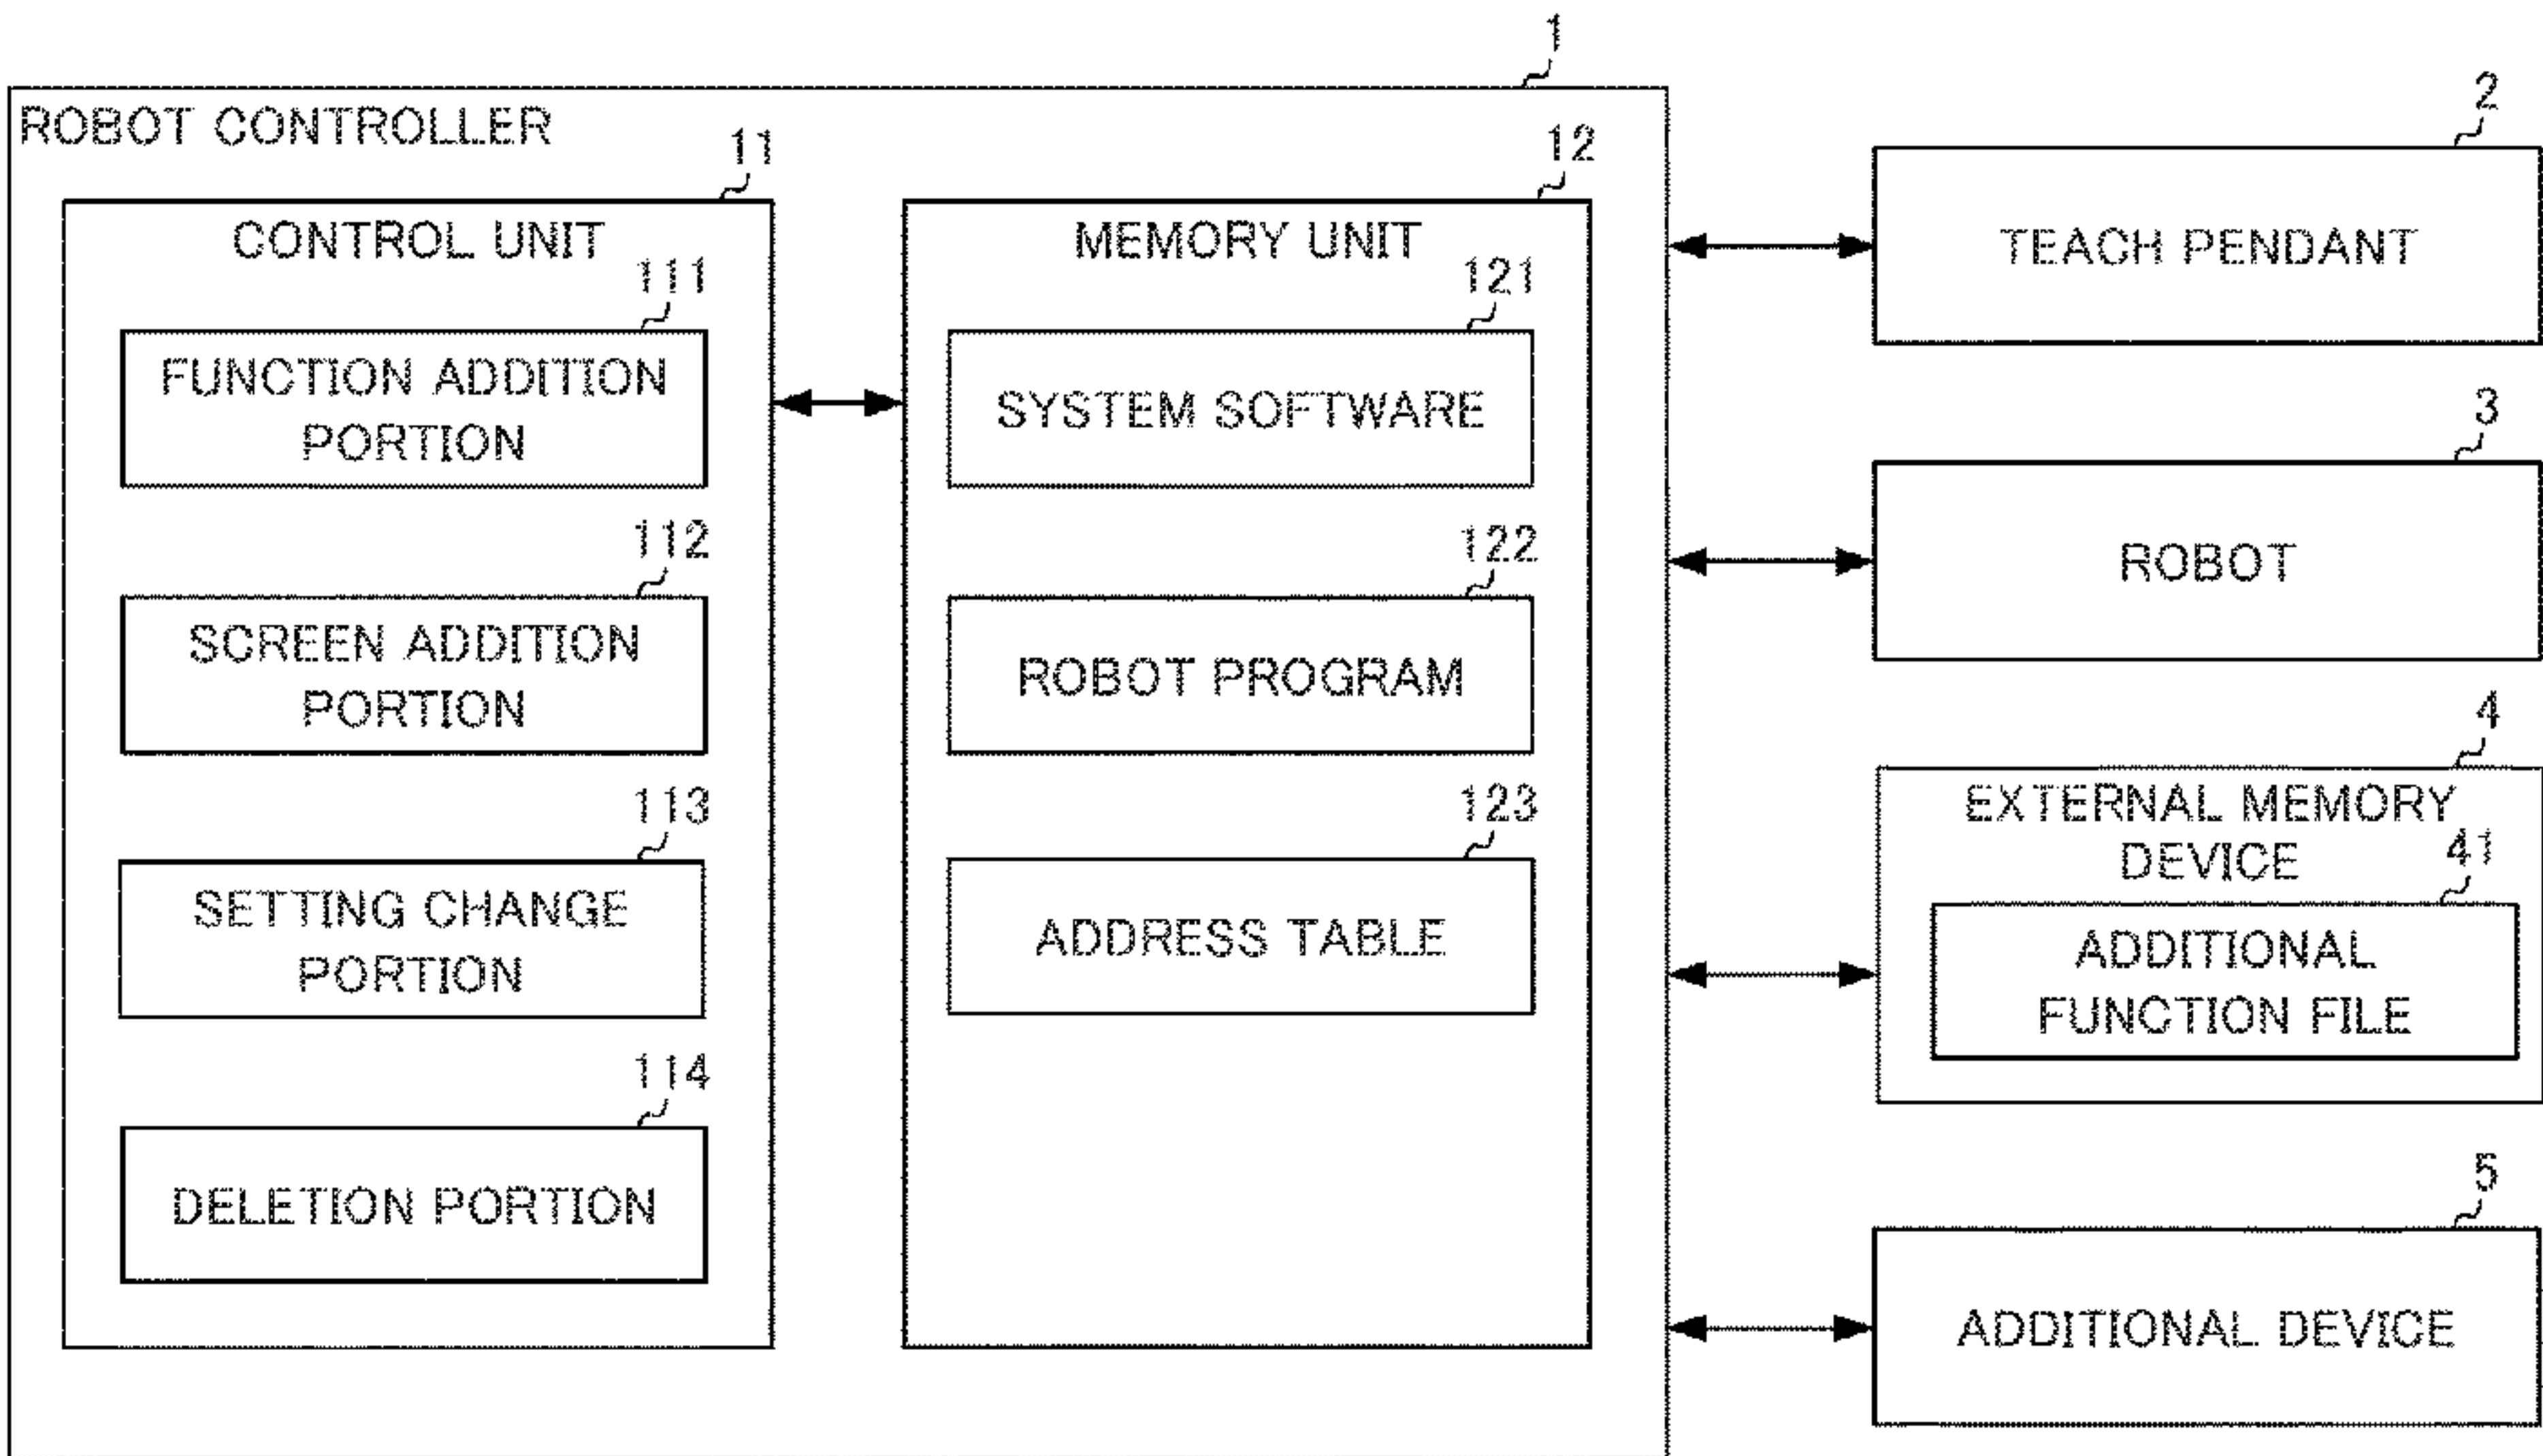 1
ROBOT CONTROLLER
11
CONTROL UNIT
111
FUNCTION ADDITION
PORTION
112
SCREEN ADDITION
PORTION
113
SETTING CHANGE
PORTION
114
DELETION PORTION
12
MEMORY UNIT
121
SYSTEM SOFTWARE
122
ROBOT PROGRAM
123
ADDRESS TABLE
2
TEACH PENDANT
3
ROBOT
4
EXTERNAL MEMORY
DEVICE
41
ADDITIONAL
FUNCTION FILE
5
ADDITIONAL DEVICE